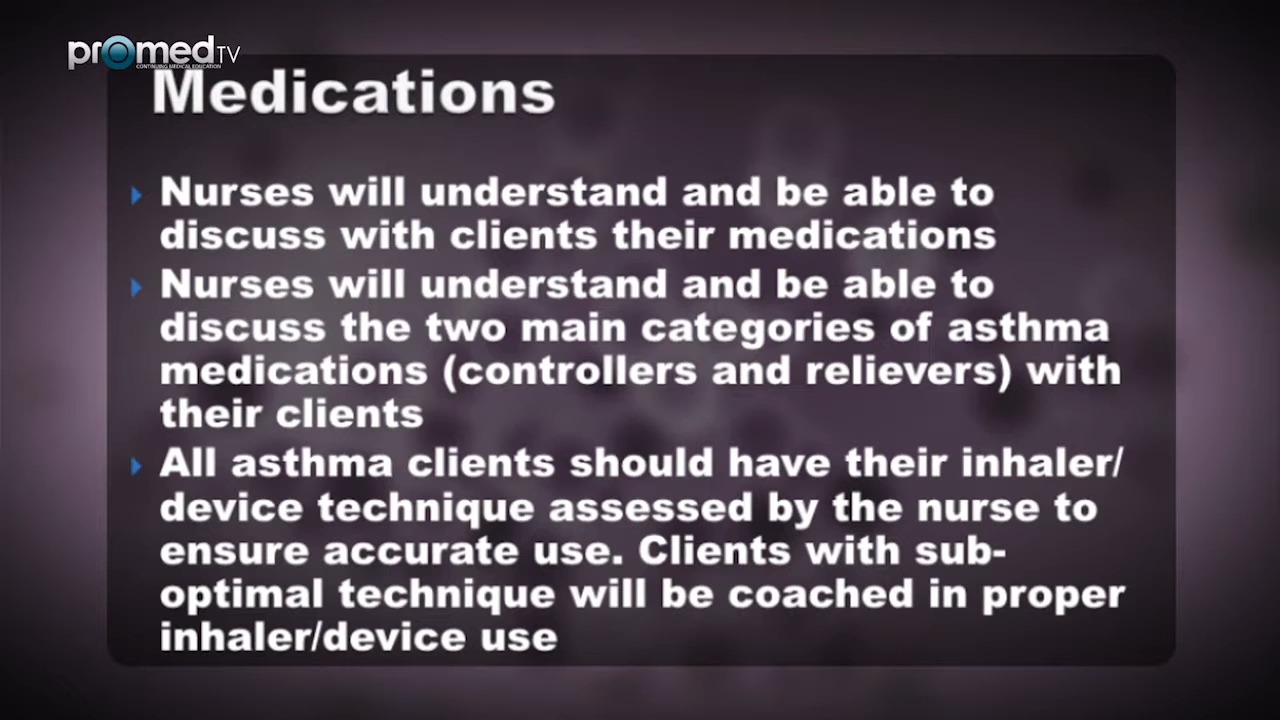 promed TV
CONTINUING MEDICAL EDUCATION
Medications
Nurses will understand and be able to
discuss with clients their medications
Nurses will understand and be able to
discuss the two main categories of asthma
medications (controllers and relievers) with
their clients
All asthma clients should have their inhaler/
device technique assessed by the nurse to
ensure accurate use. Clients with sub-
optimal technique will be coached in proper
inhaler/device use